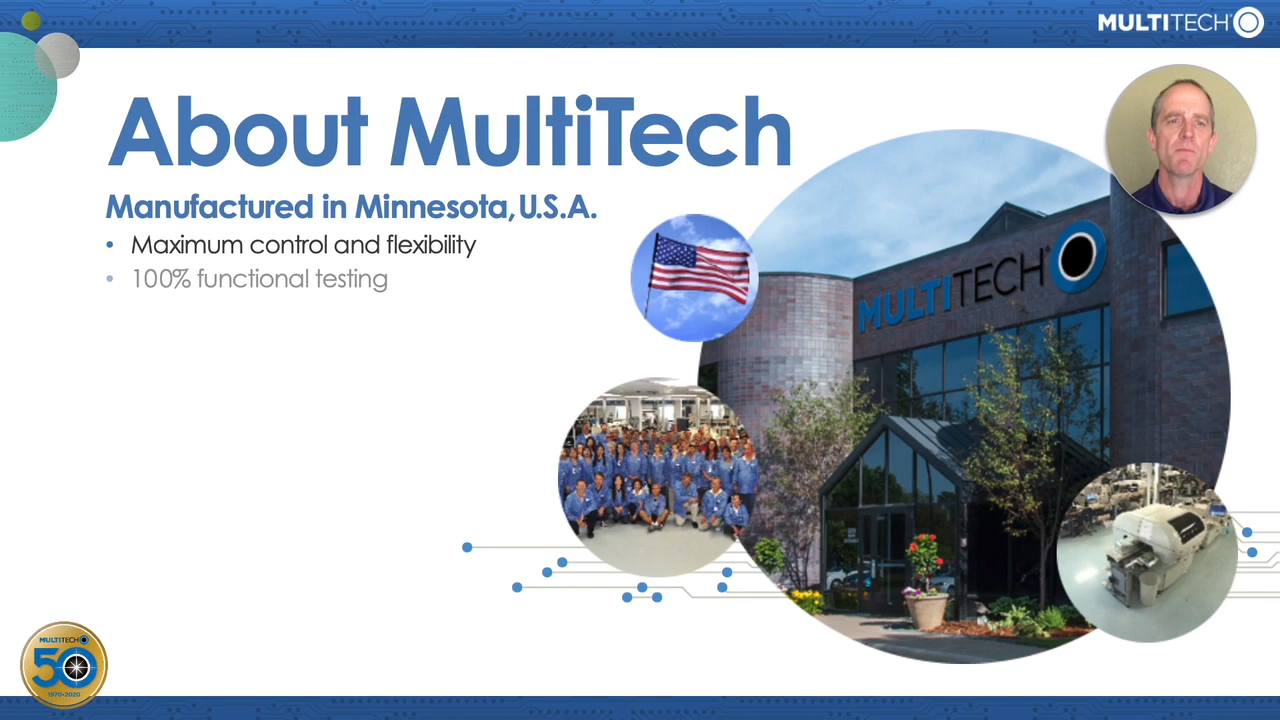 MULTITECH
About MultiTech
Manufactured in Minnesota, U.S.A.
• Maximum control and flexibility
• 100% functional testing
MULTITECH
MULTITECH
50
1970•2020